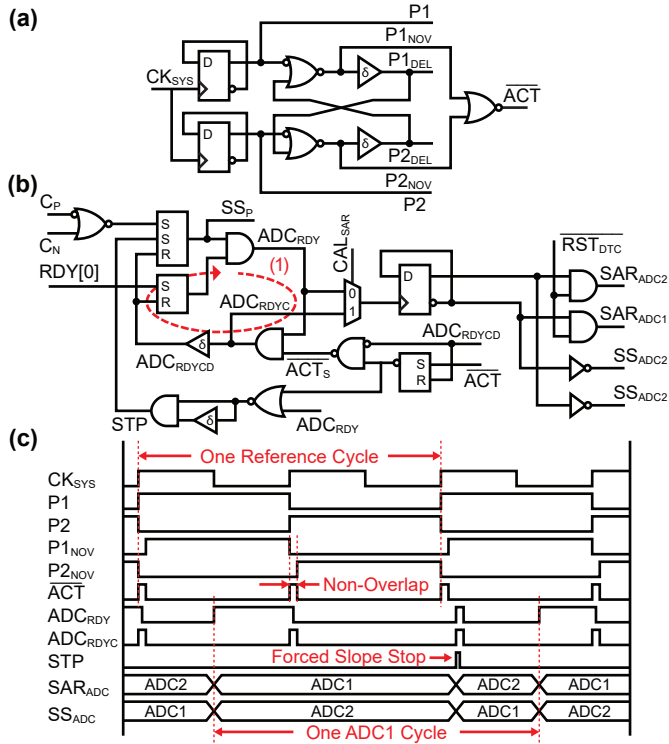 (a)
P1
P1NOV
D
P1DEL
δ
CKSYS
ACT
D
δ
P2DEL
P2NOV
P2
(b)
CP
CN
S
S
R
SSP
ADCRDY
RDY[0]
S
R
(1)
CALSAR
D
RSTDTC
SARADC2
0
1
ADCRDYC
SARADC1
ADCRDYCD
δ
ACTS
ADCRDYCD
SSADC2
S
R
ACT
SSADC2
STP
δ
ADCRDY
(c)
One Reference Cycle
CKSYS
P1
P2
P1NOV
P2NOV
ACT
Non-Overlap
ADCRDY
ADCRDYC
STP
Forced Slope Stop
SARADC
ADC2 ADC1 ADC2 ADC1
SSADC
ADC1 ADC2 ADC1 ADC2
One ADC1 Cycle